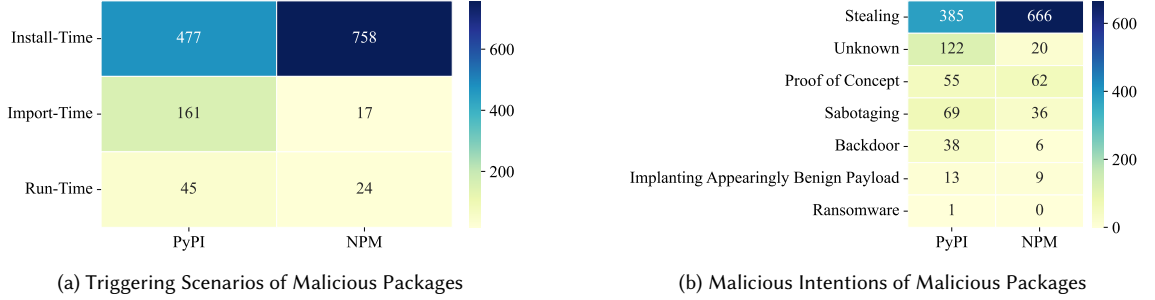 Install-Time 477 758
Import-Time 161 17
Run-Time 45 24
PyPI NPM
600
400
200
(a) Triggering Scenarios of Malicious Packages
Stealing 385 666
Unknown 122 20
Proof of Concept 55 62
Sabotaging 69 36
Backdoor 38 6
Implanting Appearingly Benign Payload 13 9
Ransomware 1 0
PyPI NPM
600
400
200
0
(b) Malicious Intentions of Malicious Packages